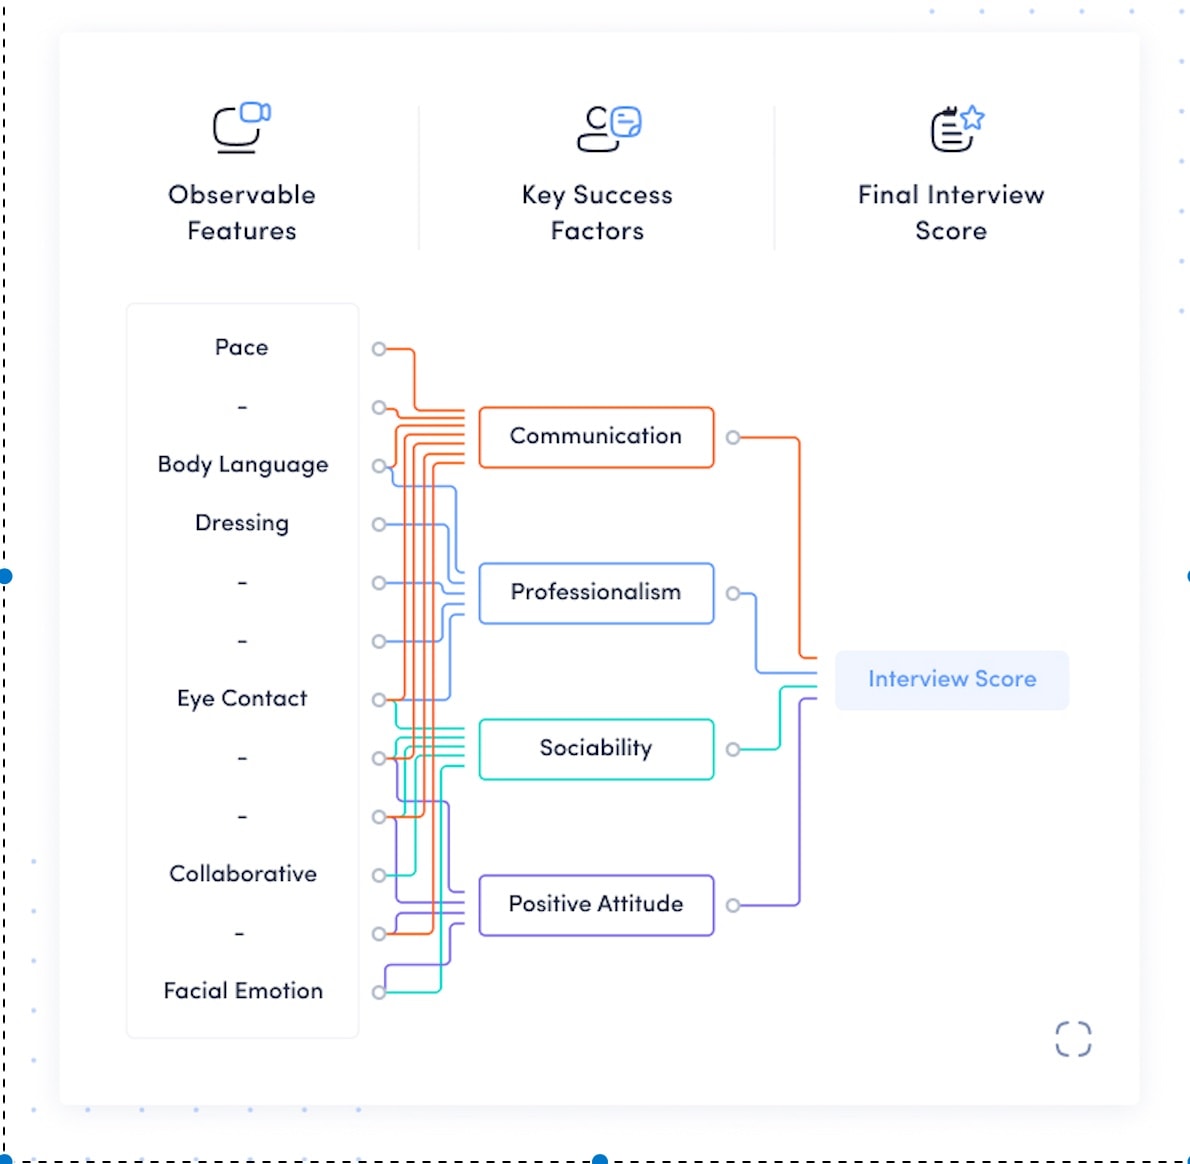 Observable
Features
Key Success
Factors
Final Interview
Score
Pace
-
Body Language
Dressing
-
-
Eye Contact
-
-
Collaborative
-
Facial Emotion
Communication
Professionalism
Sociability
Positive Attitude
Interview Score